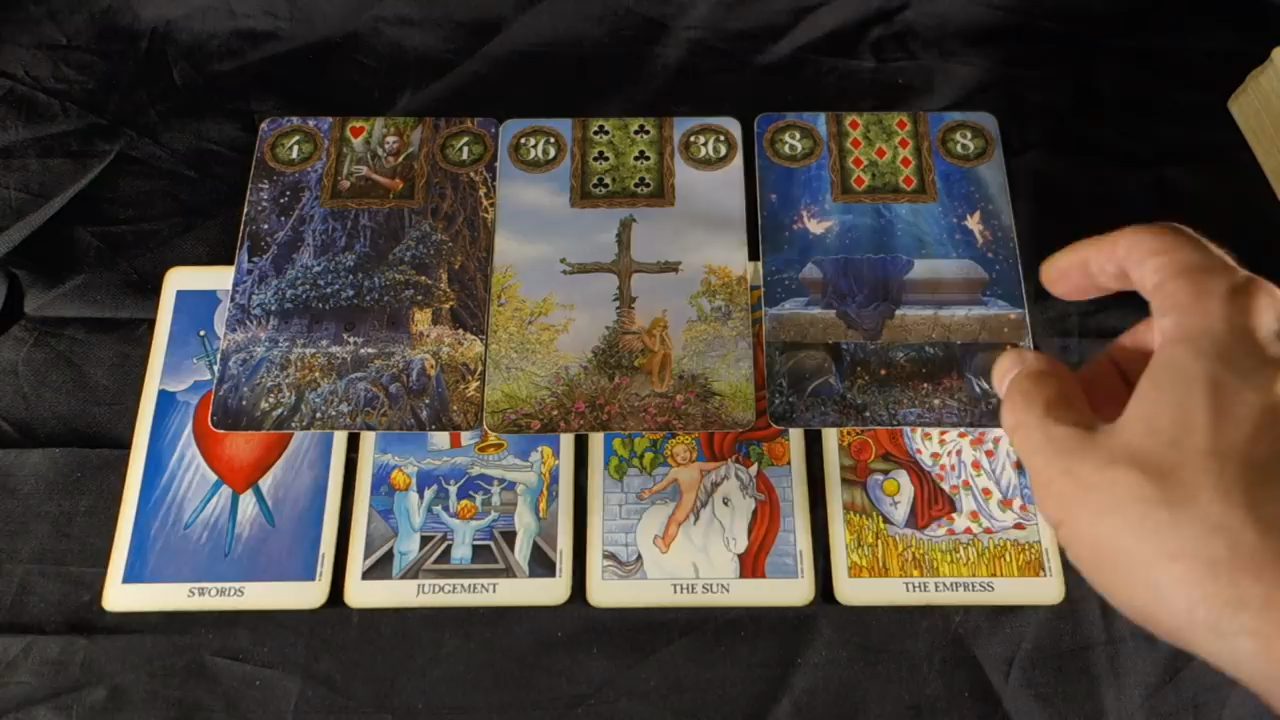 4 4
36 36
8 8
SWORDS
JUDGEMENT
THE SUN
THE EMPRESS